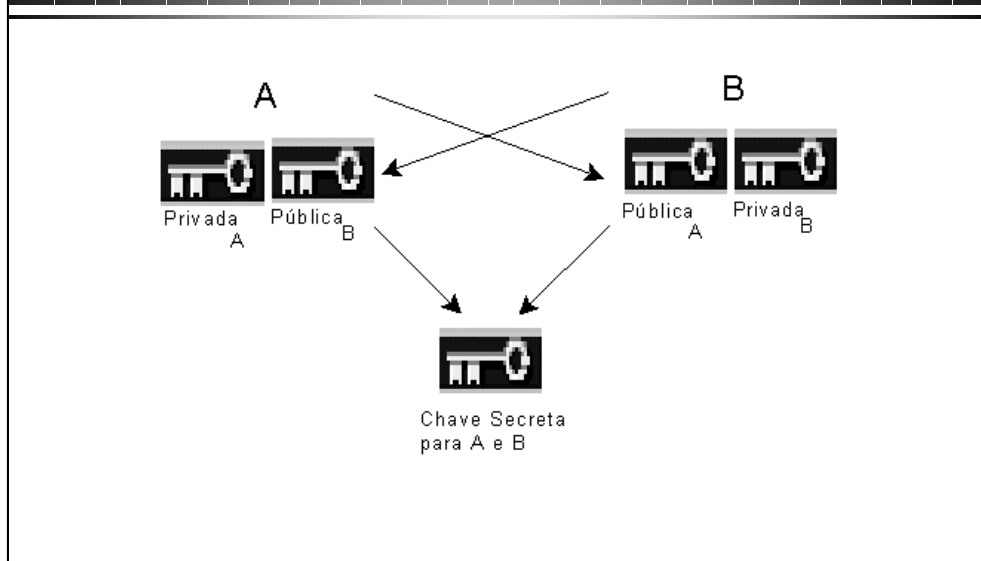 A
B
Privada
A
Pública
B
Pública
A
Privada
B
Chave Secreta
para A e B